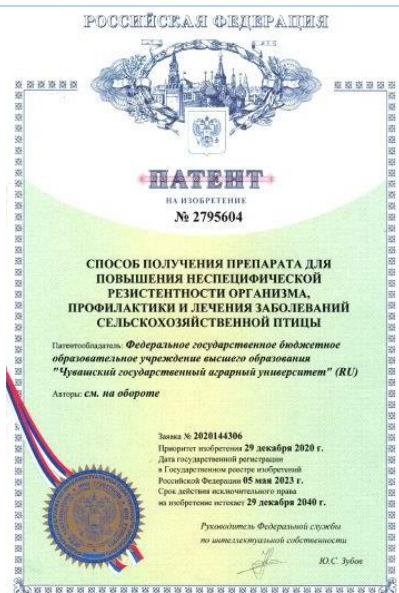 РОССИЙСКАЯ ФЕДЕРАЦИЯ
ПАТЕНТ
НА ИЗОБРЕТЕНИЕ
№ 2795604
СПОСОБ ПОЛУЧЕНИЯ ПРЕПАРАТА ДЛЯ
ПОВЫШЕНИЯ НЕСПЕЦИФИЧЕСКОЙ
РЕЗИСТЕНТНОСТИ ОРГАНИЗМА,
ПРОФИЛАКТИКИ И ЛЕЧЕНИЯ ЗАБОЛЕВАНИЙ
СЕЛЬСКОХОЗЯЙСТВЕННОЙ ПТИЦЫ
Патентообладатель: Федеральное государственное бюджетное
образовательное учреждение высшего образования
"Чувашский государственный аграрный университет" (RU)
Авторы: см. на обороте
Заявка № 2020144306
Приоритет изобретения 29 декабря 2020 г.
Дата государственной регистрации
в Государственном реестре изобретений
Российской Федерации 05 мая 2023 г.
Срок действия исключительного права
на изобретение истекает 29 декабря 2040 г.
Руководитель Федеральной службы
по интеллектуальной собственности
Ю.С. Зубов